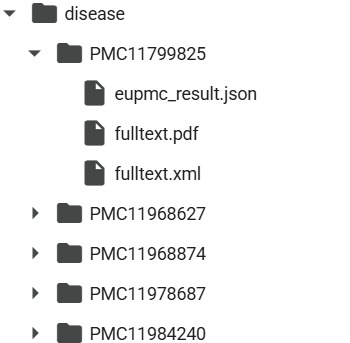 disease
PMC11799825
eupmc_result.json
fulltext.pdf
fulltext.xml
PMC11968627
PMC11968874
PMC11978687
PMC11984240